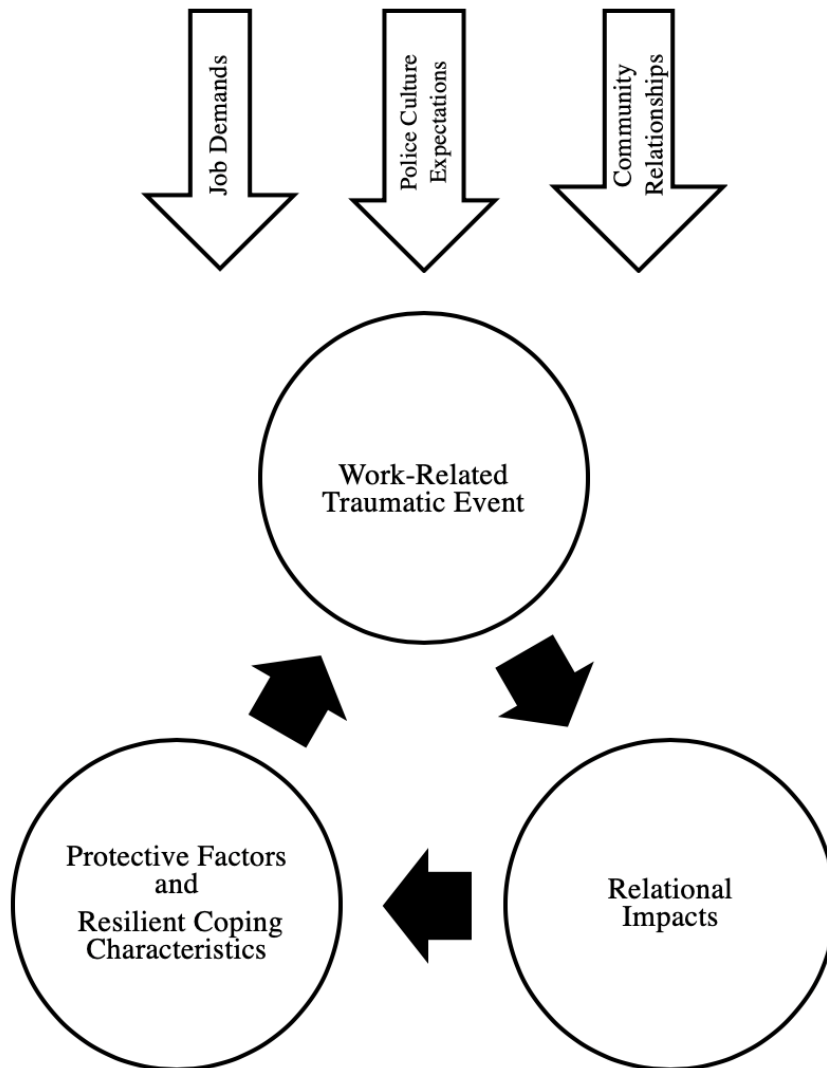 Job Demands
Police Culture
Expectations
Community
Relationships
Work-Related
Traumatic Event
Protective Factors
and
Resilient Coping
Characteristics
Relational
Impacts